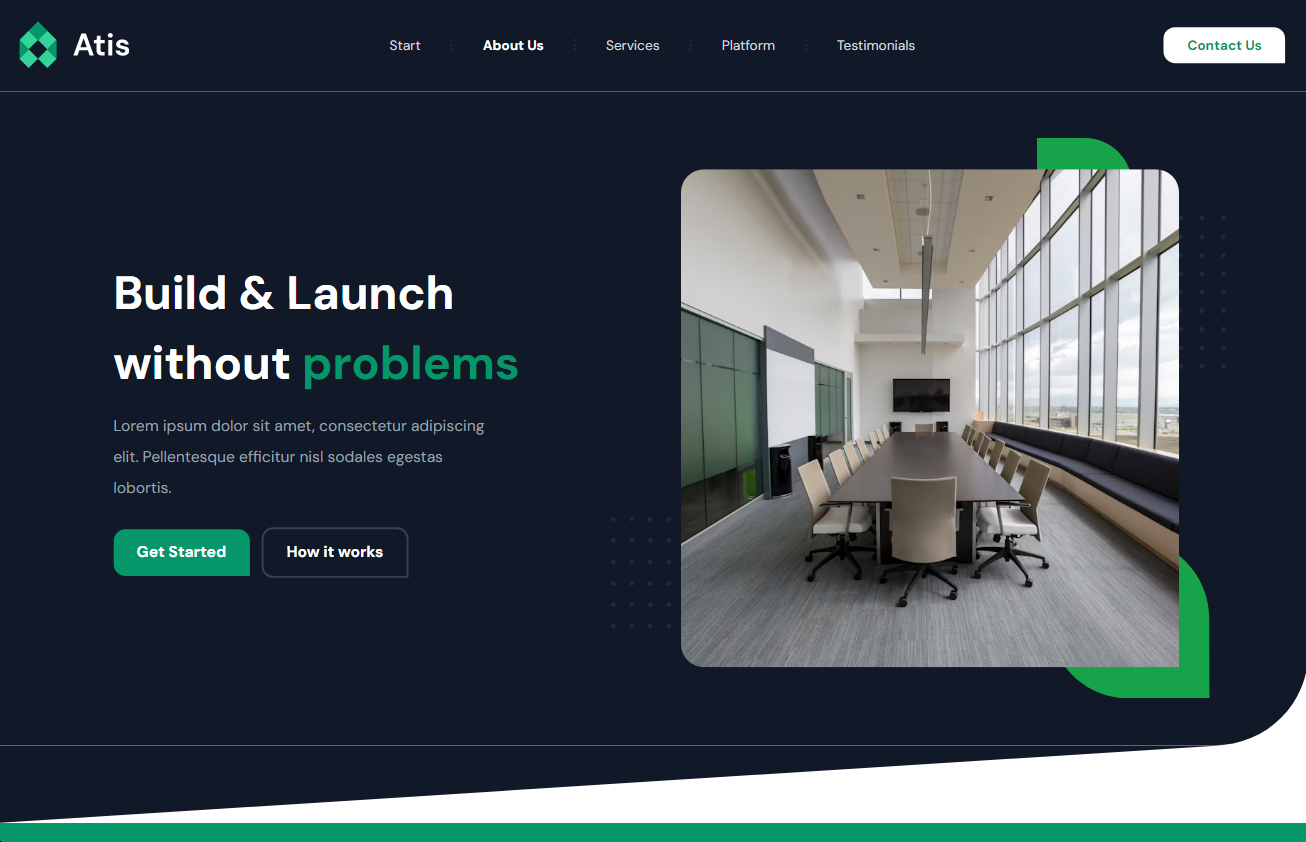 Atis
Start
About Us
Services
Platform
Testimonials
Contact Us
Build & Launch
without problems
Lorem ipsum dolor sit amet, consectetur adipiscing
elit. Pellentesque efficitur nisl sodales egestas
lobortis.
Get Started
How it works